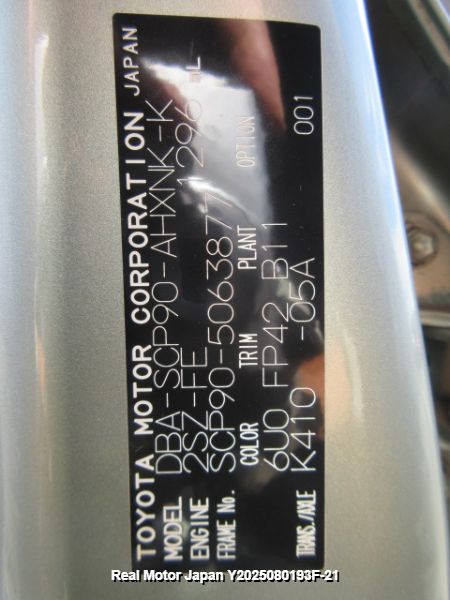 TOYOTA MOTOR CORPORATION JAPAN
MODEL DBA-SCP90-AHXNK-K
ENGINE 2SZ-FE 1296 mL
FRAME No. SCP90-5063877
COLOR TRIM PLANT OPTION
6U0 FP42 B11 001
TRANS./AXLE K410 -05A
Real Motor Japan Y2025080193F-21